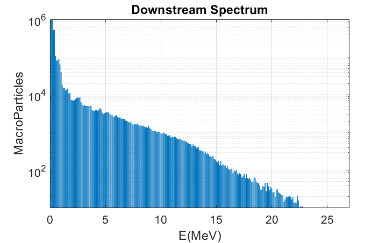 Downstream Spectrum
10^6
10^4
10^2
MacroParticles
0 5 10 15 20 25
E(MeV)